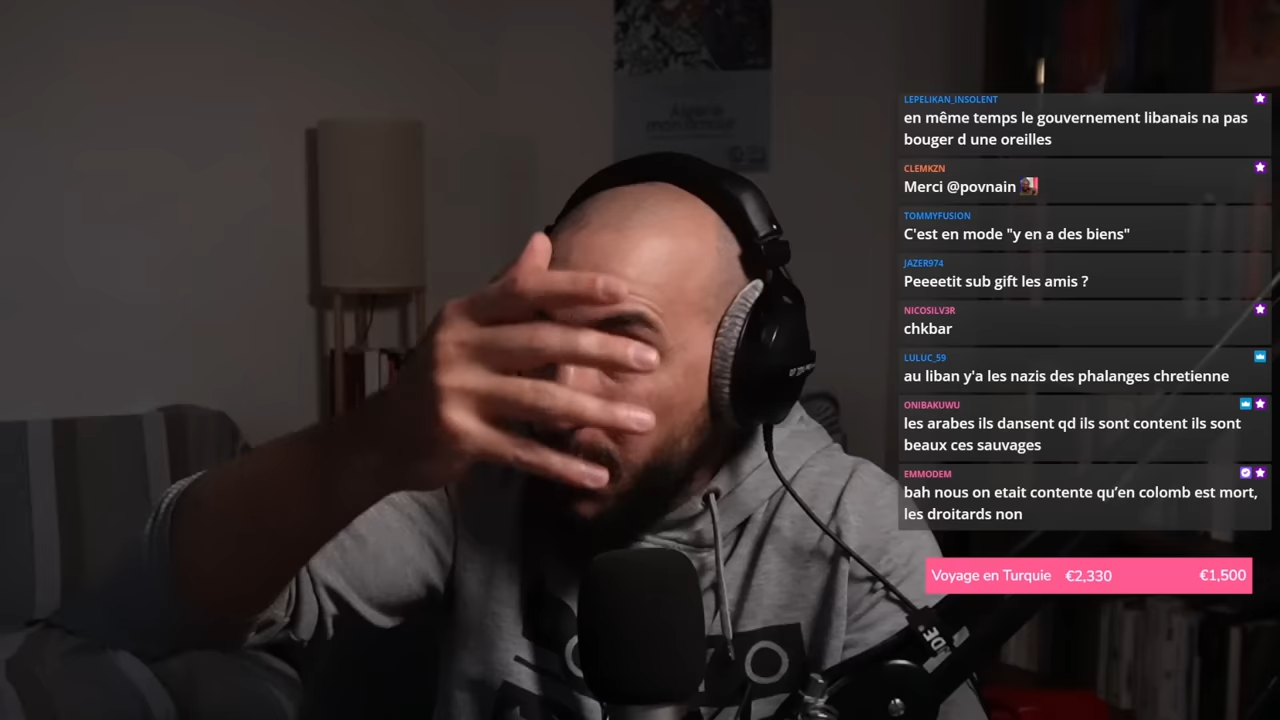 LEPELIKAN_INSOLENT
en même temps le gouvernement libanais na pas
bouger d une oreilles
CLEMKZN
Merci @povnain
TOMMYFUSION
C'est en mode "y en a des biens"
JAZER974
Peeeetit sub gift les amis ?
NICOSILV3R
chkbar
LULUC_59
au liban y'a les nazis des phalanges chretienne
ONIBAKUWU
les arabes ils dansent qd ils sont content ils sont
beaux ces sauvages
EMMODEM
bah nous on etait contente qu’en colomb est mort,
les droitards non
Voyage en Turquie €2,330 €1,500